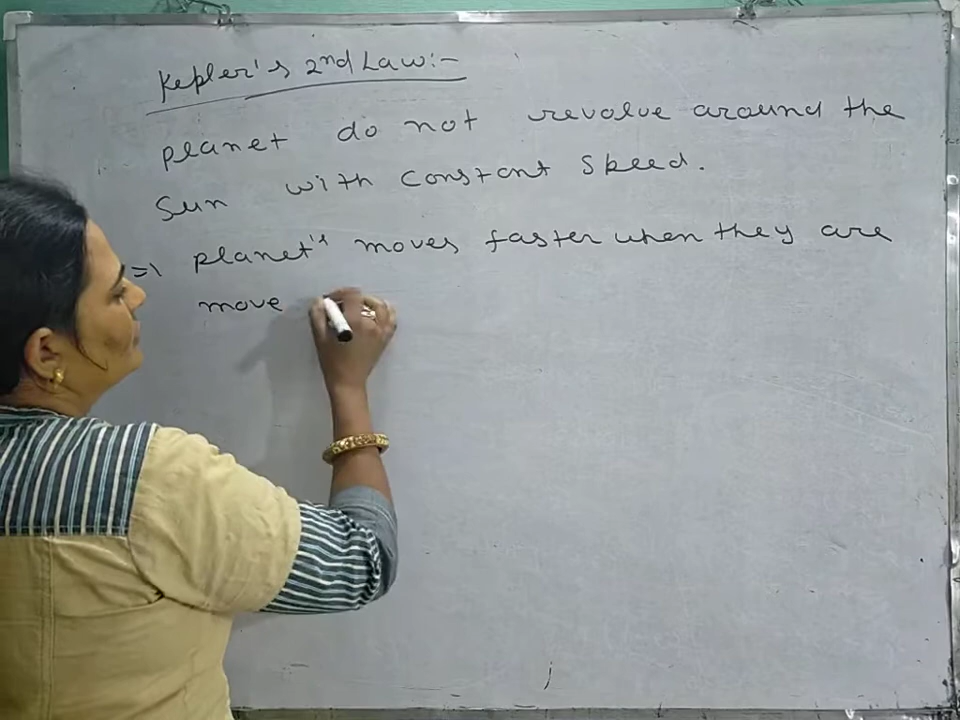 Kepler's 2nd Law:-
planet do not revolve around the
Sun with constant speed.
=) planet's moves faster when they are
move